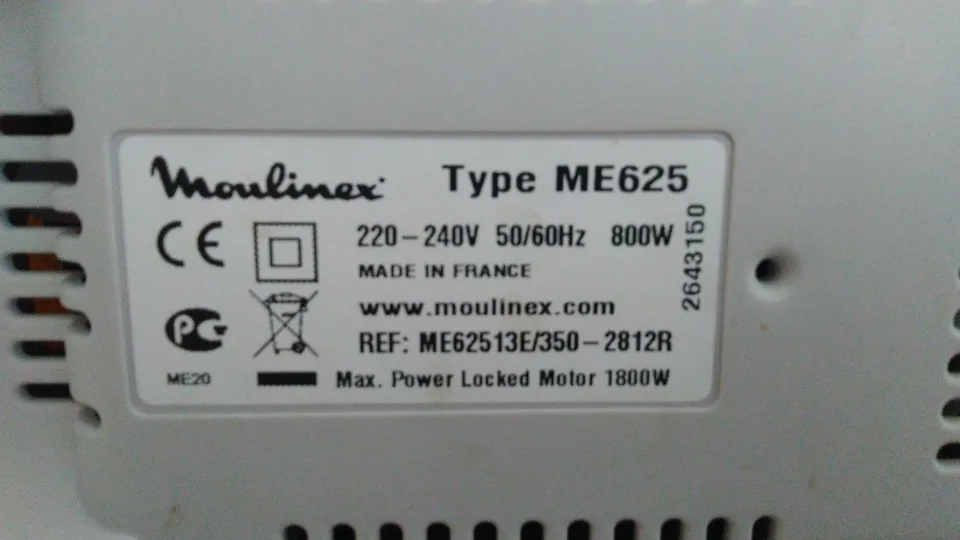 Moulinex Type ME625
CE 220-240V 50/60Hz 800W
MADE IN FRANCE
www.moulinex.com
PC REF: ME62513E/350-2812R
ME20 Max. Power Locked Motor 1800W
2643150